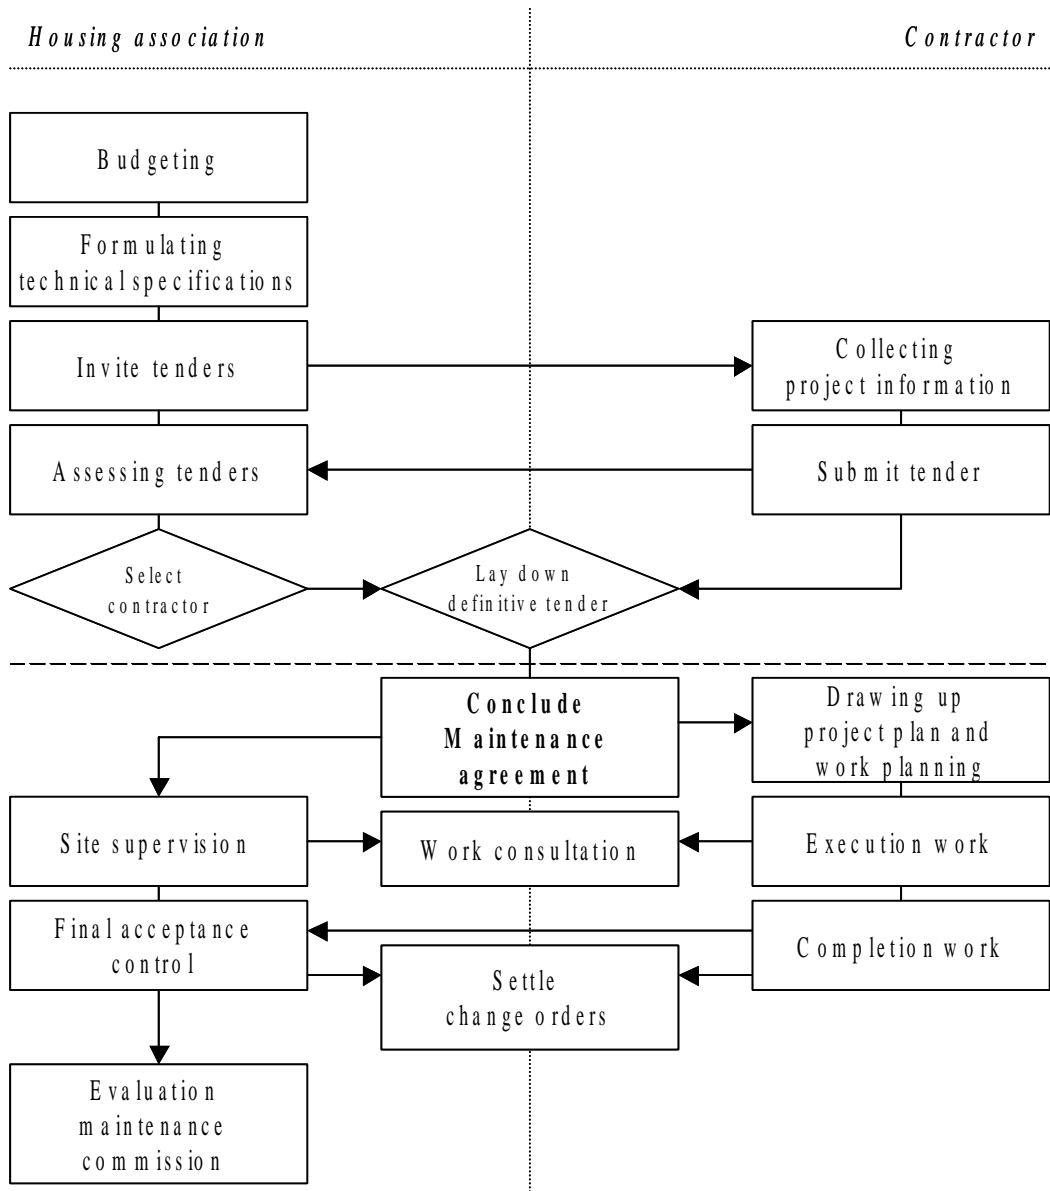 Housing association
Contractor
Budgeting
Formulating
technical specifications
Invite tenders
Collecting
project information
Assessing tenders
Submit tender
Select
contractor
Lay down
definitive tender
Conclude
Maintenance
agreement
Drawing up
project plan and
work planning
Site supervision
Work consultation
Execution work
Final acceptance
control
Completion work
Settle
change orders
Evaluation
maintenance
commission